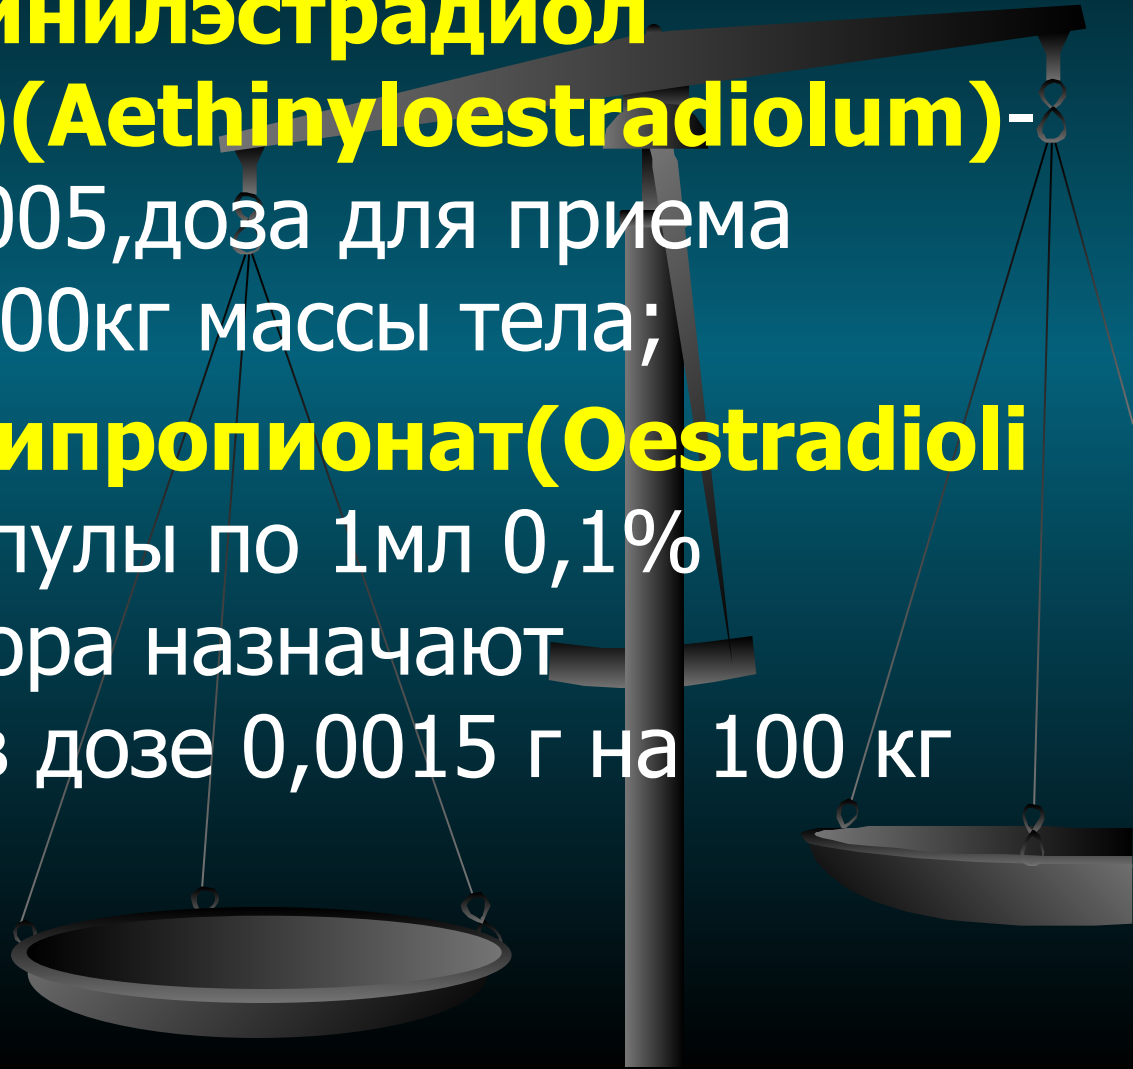 инилэстрадиол
)(Aethinyloestradiolum)-
005,доза для приема
00кг массы тела;
ипропионат(Oestradioli
пулы по 1мл 0,1%
ора назначают
в дозе 0,0015 г на 100 кг